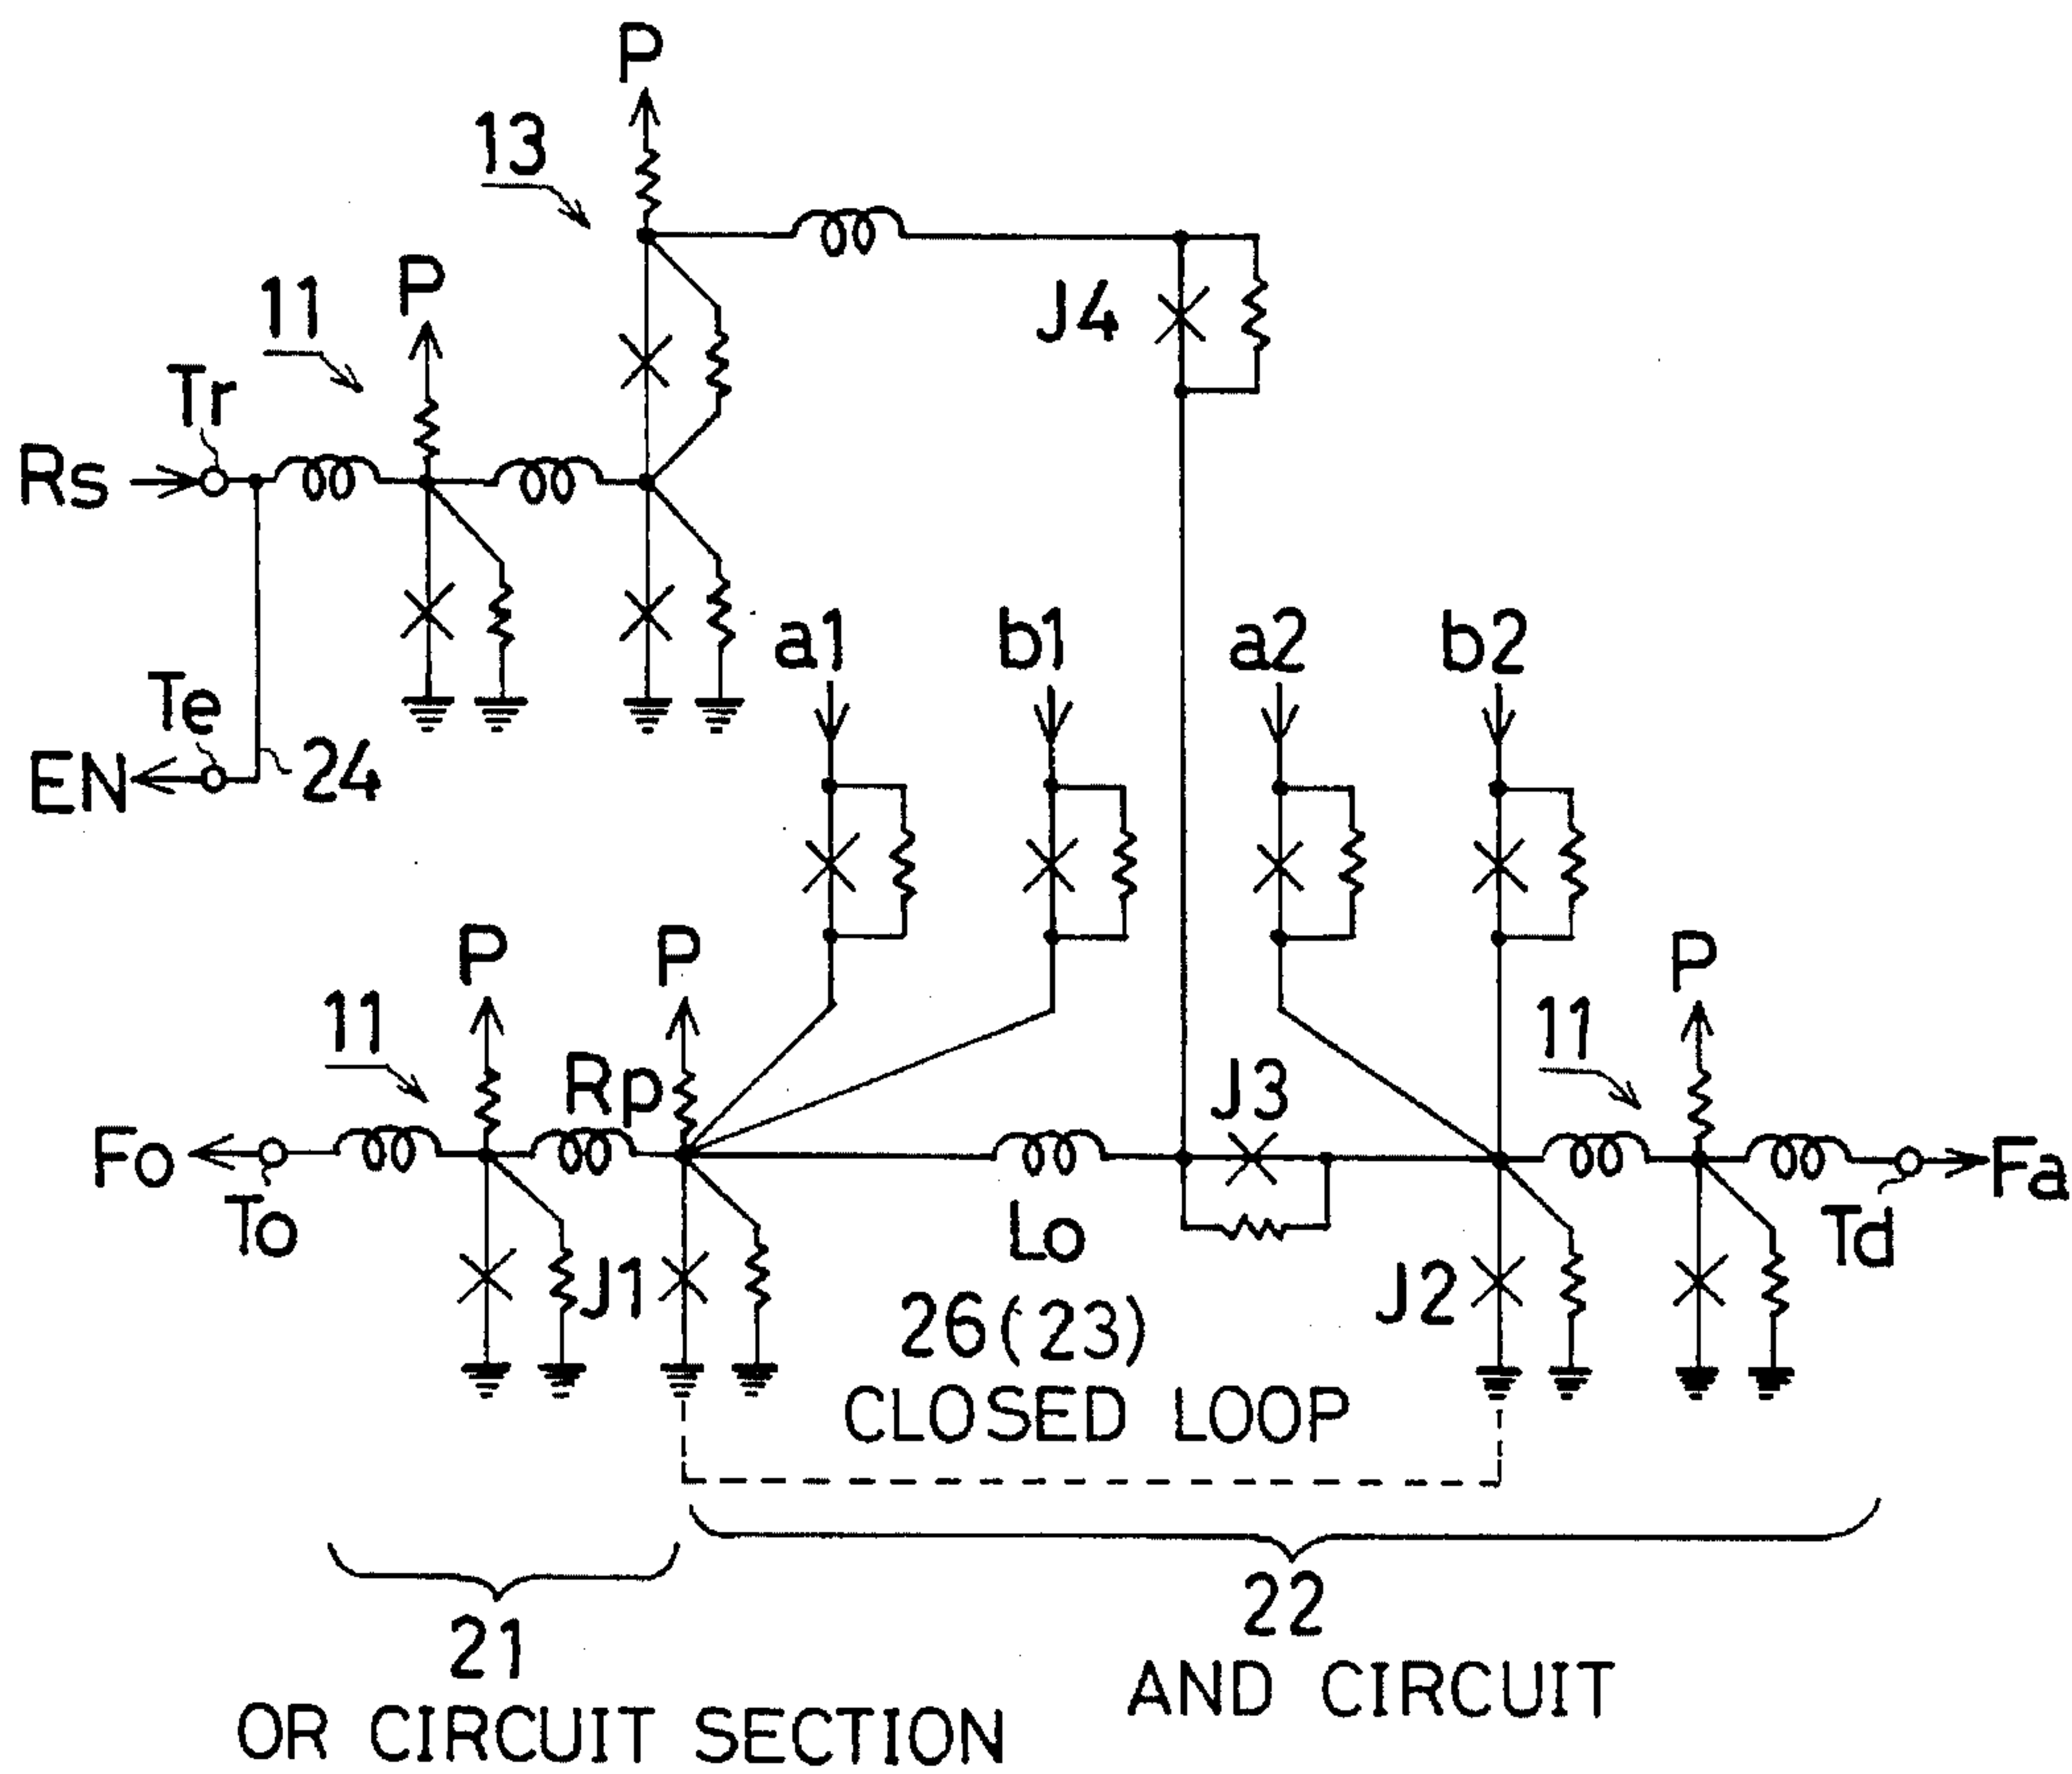 P
13
P
11
Tr
Rs
J4
Te
EN
24
a1
b1
a2
b2
P
P
P
11
Rp
J3
11
Fo
To
Fa
Td
Lo
J1
J2
26(23)
CLOSED LOOP
21
OR CIRCUIT SECTION
22
AND CIRCUIT